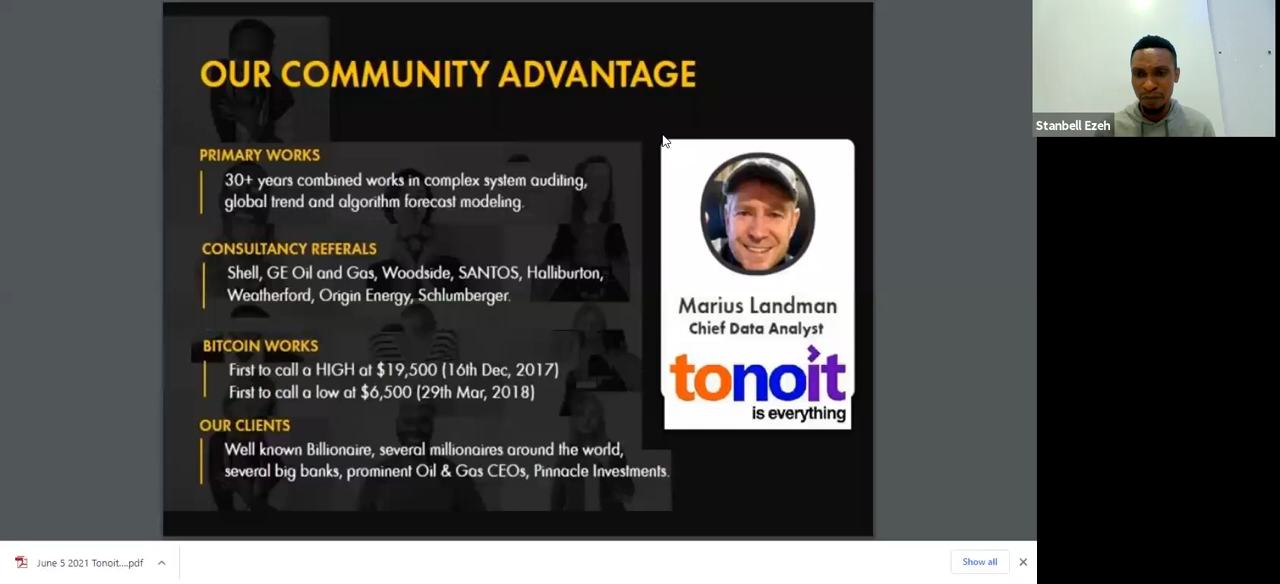 OUR COMMUNITY ADVANTAGE
PRIMARY WORKS
30+ years combined works in complex system auditing,
global trend and algorithm forecast modeling.
CONSULTANCY REFERALS
Shell, GE Oil and Gas, Woodside, SANTOS, Halliburton,
Weatherford, Origin Energy, Schlumberger.
BITCOIN WORKS
First to call a HIGH at $19,500 (16th Dec, 2017)
First to call a low at $6,500 (29th Mar, 2018)
OUR CLIENTS
Well known Billionaire, several millionaires around the world,
several big banks, prominent Oil & Gas CEOs, Pinnacle Investments.
Marius Landman
Chief Data Analyst
tonoit
is everything
Stanbell Ezeh
June 5 2021 Tonoit....pdf
Show all